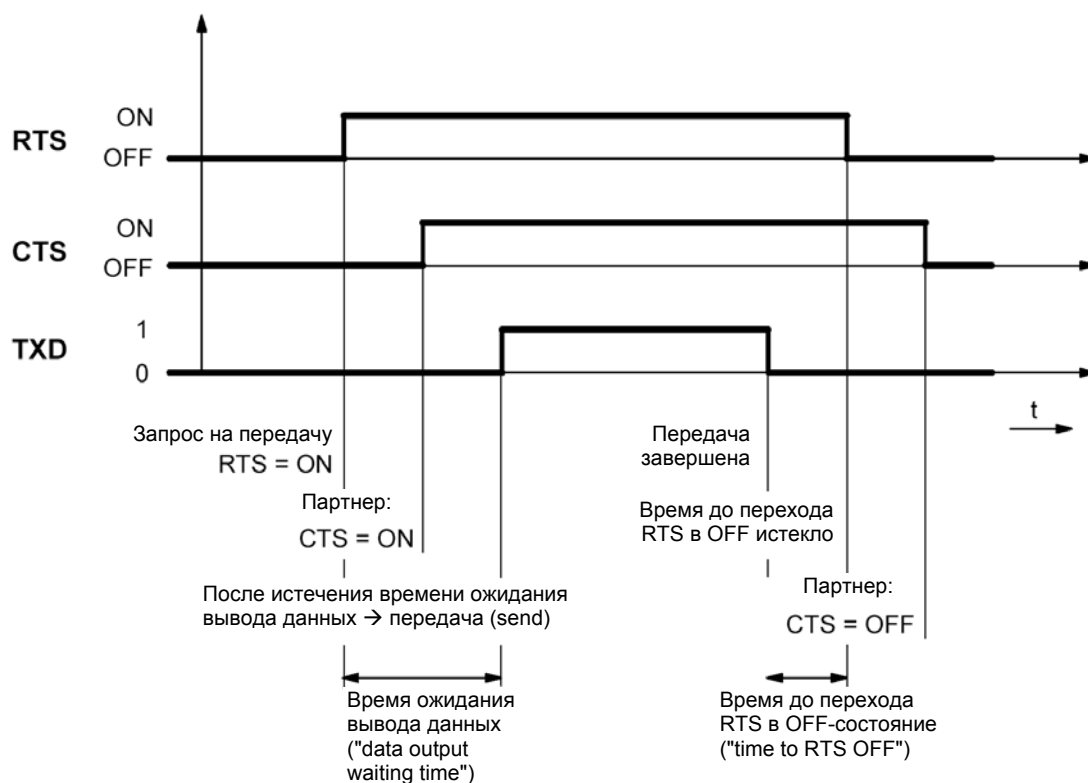 ON
RTS
OFF
ON
CTS
OFF
1
TXD
0
t
Запрос на передачу
RTS = ON
Передача
завершена
Партнер:
CTS = ON
Время до перехода
RTS в OFF истекло
После истечения времени ожидания
вывода данных → передача (send)
Партнер:
CTS = OFF
Время ожидания
вывода данных
("data output
waiting time")
Время до перехода
RTS в OFF-состояние
("time to RTS OFF")